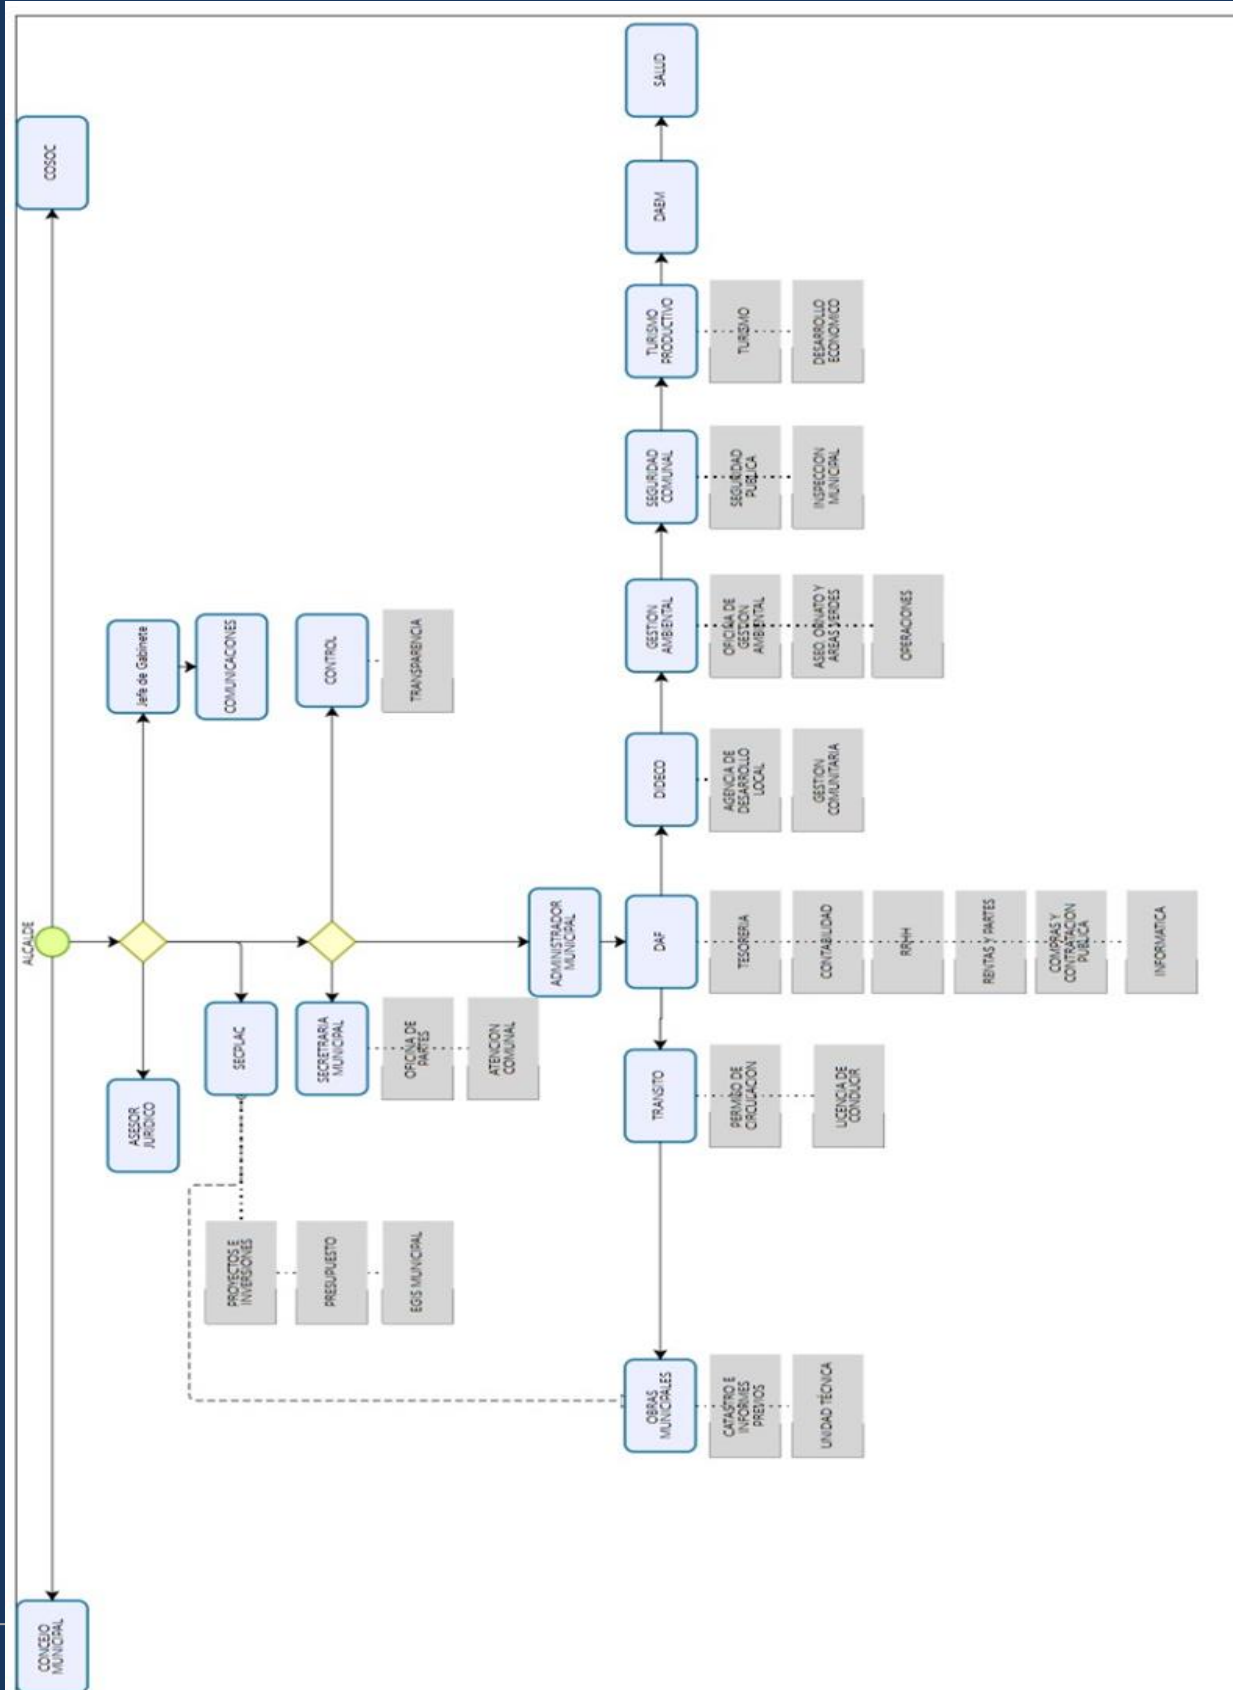 ALCALDE
CONCEJO
MUNICIPAL
COSOC
ASESOR
JURIDICO
Jefe de Gabinete
COMUNICACIONES
SECPLAC
PROYECTOS E
INVERSIONES
PRESUPUESTO
EGIS MUNICIPAL
SECRETRARIA
MUNICIPAL
OFICINA DE
PARTES
ATENCION
COMUNAL
CONTROL
TRANSPARENCIA
ADMINISTRADOR
MUNICIPAL
OBRAS
MUNICIPALES
CATASTRO E
INFORMES
PREVIOS
UNIDAD TÉCNICA
TRANSITO
PERMISO DE
CIRCULACION
LICENCIA DE
CONDUCIR
DAF
TESORERIA
CONTABILIDAD
RRHH
RENTAS Y PARTES
COMPRAS Y
CONTRATACION
PUBLICA
INFORMATICA
DIDECO
AGENCIA DE
DESARROLLO
LOCAL
GESTION
COMUNITARIA
GESTION
AMBIENTAL
OFICINA DE
GESTION
AMBIENTAL
ASEO, ORNATO Y
AREAS VERDES
OPERACIONES
SEGURIDAD
COMUNAL
SEGURIDAD
PUBLICA
INSPECCION
MUNICIPAL
TURISMO
PRODUCTIVO
TURISMO
DESARROLLO
ECONOMICO
DAEM
SALUD